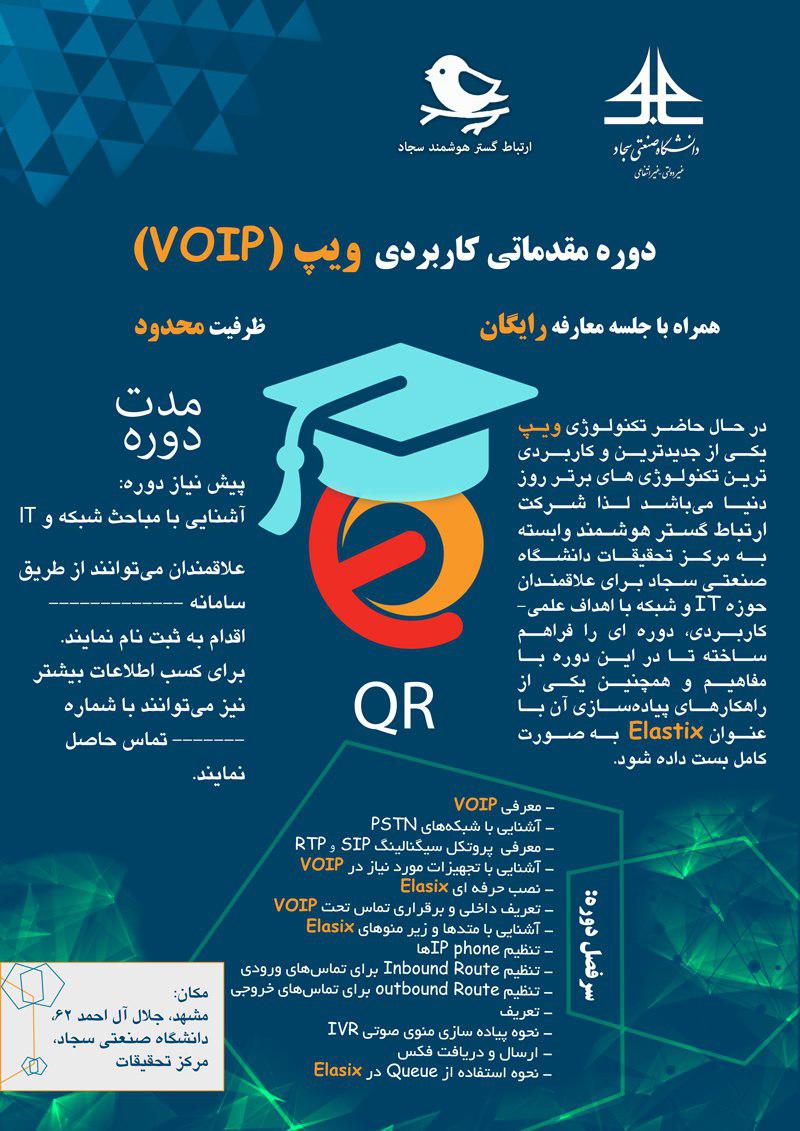 ارتباط گستر هوشمند سجاد
دانشگاه صنعتی سجاد
غیردولتی-غیرانتفاعی
دوره مقدماتی کاربردی ویپ (VOIP)
همراه با جلسه معارفه رایگان
ظرفیت محدود
در حال حاضر تکنولوژی ویپ
یکی از جدیدترین و کاربردی
ترین تکنولوژی های برتر روز
دنیا می‌باشد لذا شرکت
ارتباط گستر هوشمند وابسته
به مرکز تحقیقات دانشگاه
صنعتی سجاد برای علاقمندان
حوزه IT و شبکه با اهداف علمی-
کاربردی، دوره ای را فراهم
ساخته تا در این دوره با
مفاهیم و همچنین یکی از
راهکارهای پیاده‌سازی آن با
عنوان Elastix به صورت
کامل بست داده شود.
مدت
دوره
پیش نیاز دوره:
آشنایی با مباحث شبکه و IT
علاقمندان می‌توانند از طریق
سامانه -------------
اقدام به ثبت نام نمایند.
برای کسب اطلاعات بیشتر
نیز می‌توانند با شماره
------- تماس حاصل
نمایند.
QR
سرفصل دوره:
- معرفی VOIP
- آشنایی با شبکه‌های PSTN
- معرفی پروتکل سیگنالینگ SIP و RTP
- آشنایی با تجهیزات مورد نیاز در VOIP
- نصب حرفه ای Elasix
- تعریف داخلی و برقراری تماس تحت VOIP
- آشنایی با متدها و زیر منوهای Elasix
- تنظیم IP phoneها
- تنظیم Inbound Route برای تماس‌های ورودی
- تنظیم outbound Route برای تماس‌های خروجی
- تعریف
- نحوه پیاده سازی منوی صوتی IVR
- ارسال و دریافت فکس
- نحوه استفاده از Queue در Elasix
مکان:
مشهد، جلال آل احمد ۶۲،
دانشگاه صنعتی سجاد،
مرکز تحقیقات